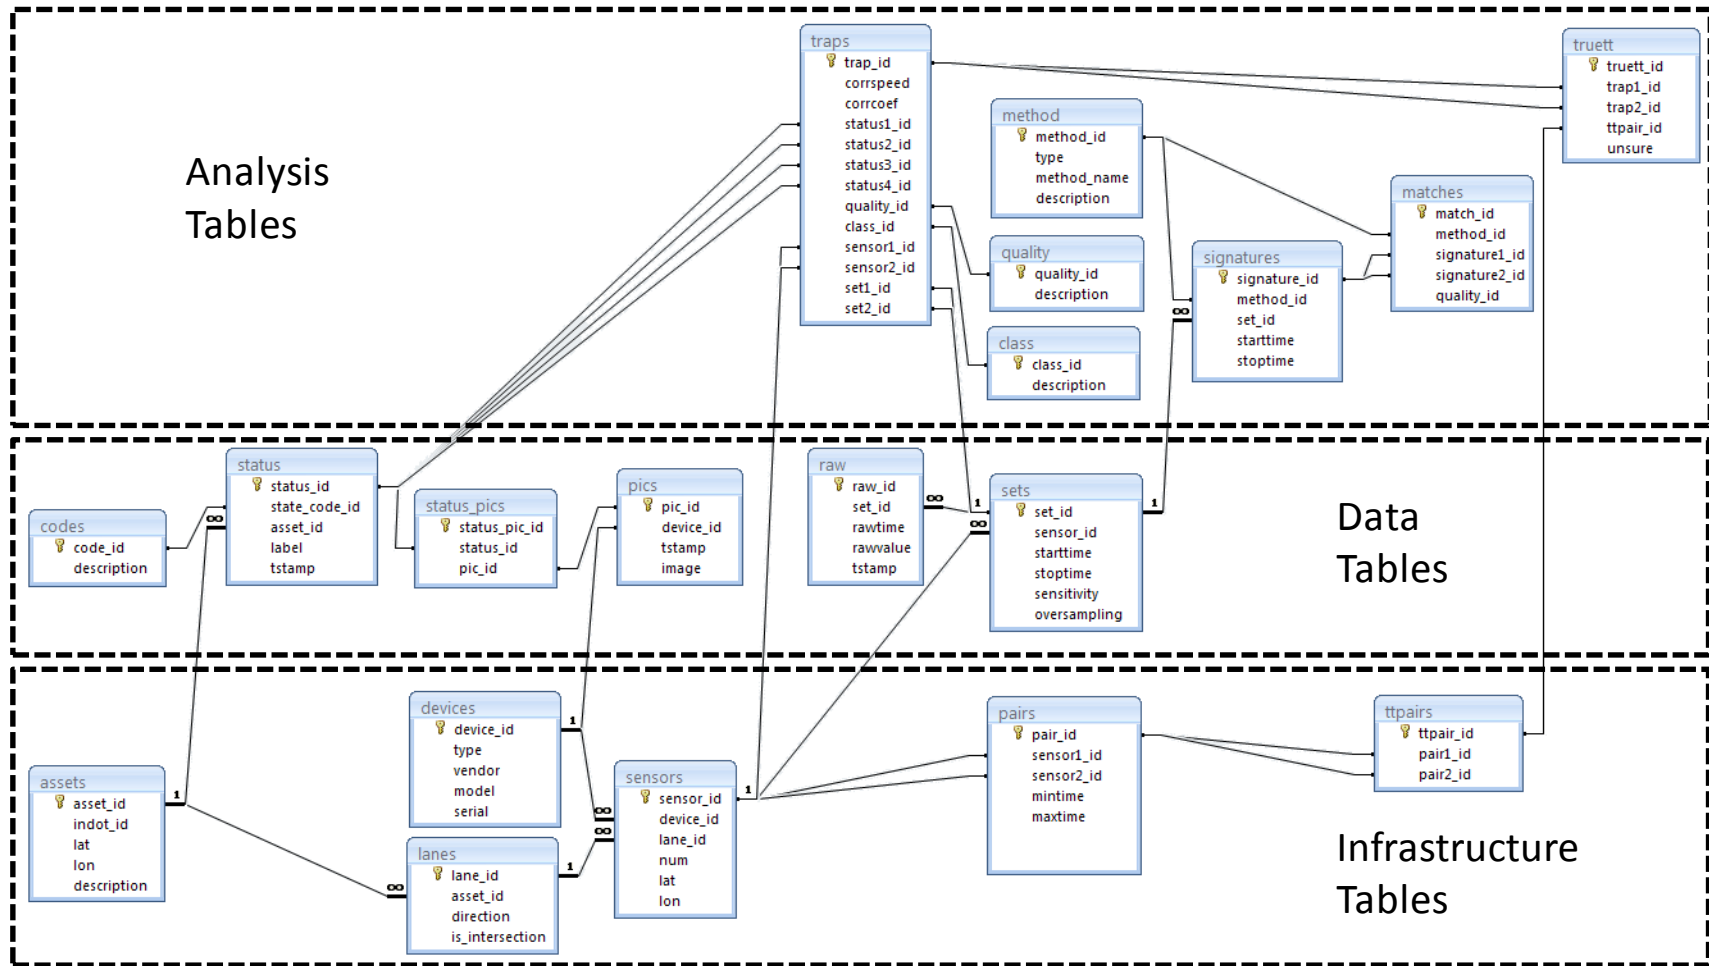 Analysis
Tables
traps
trap_id
corrspeed
corrcoef
status1_id
status2_id
status3_id
status4_id
quality_id
class_id
sensor1_id
sensor2_id
set1_id
set2_id
method
method_id
type
method_name
description
quality
quality_id
description
class
class_id
description
signatures
signature_id
method_id
set_id
starttime
stoptime
∞
matches
match_id
method_id
signature1_id
signature2_id
quality_id
truett
truett_id
trap1_id
trap2_id
ttpair_id
unsure
Data
Tables
codes
code_id
description
status
status_id
state_code_id
asset_id
label
tstamp
∞
status_pics
status_pic_id
status_id
pic_id
pics
pic_id
device_id
tstamp
image
raw
raw_id
set_id
rawtime
rawvalue
tstamp
∞
1
∞
sets
set_id
sensor_id
starttime
stoptime
sensitivity
oversampling
1
Infrastructure
Tables
assets
asset_id
indot_id
lat
lon
description
1
devices
device_id
type
vendor
model
serial
1
lanes
lane_id
asset_id
direction
is_intersection
∞
1
sensors
sensor_id
device_id
lane_id
num
lat
lon
∞
∞
1
pairs
pair_id
sensor1_id
sensor2_id
mintime
maxtime
ttpairs
ttpair_id
pair1_id
pair2_id